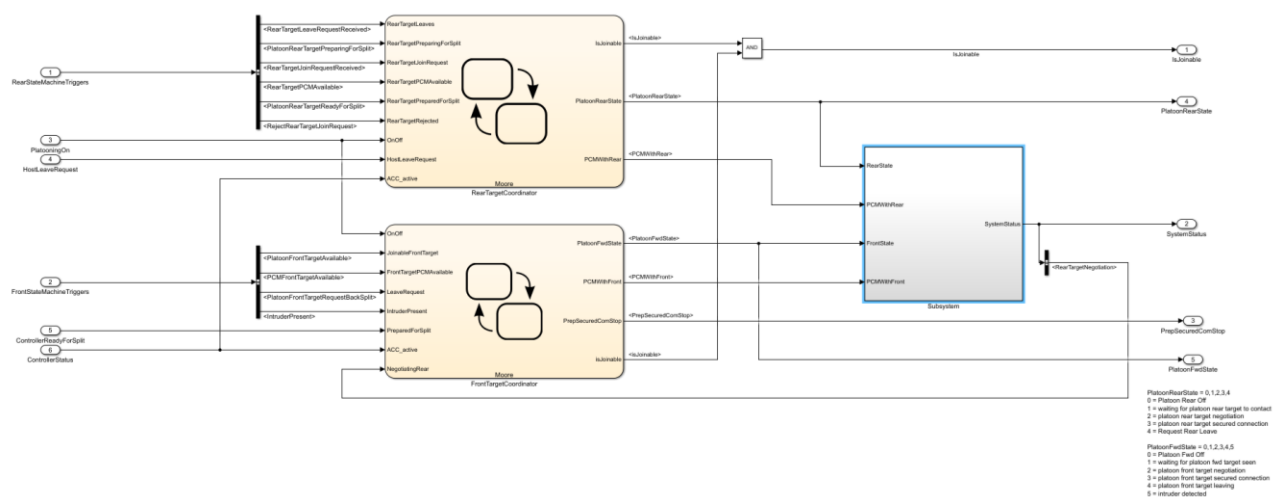 1
RearStateMachineTriggers
3
PlatooningOn
4
HostLeaveRequest
<RearTargetLeaveRequestReceived>
<PlatoonRearTargetPreparingForSplit>
<RearTargetJoinRequestReceived>
<RearTargetPCMAvailable>
<PlatoonRearTargetReadyForSplit>
<RejectRearTargetJoinRequest>
RearTargetLeaves
RearTargetPreparingForSplit
RearTargetJoinRequest
RearTargetPCMAvailable
RearTargetPreparedForSplit
RearTargetRejected
OnOff
HostLeaveRequest
ACC_active
IsJoinable
PlatoonRearState
PCMWithRear
Moore
RearTargetCoordinator
<IsJoinable>
<PlatoonRearState>
<PCMWithRear>
AND
IsJoinable
1
IsJoinable
4
PlatoonRearState
RearState
PCMWithRear
FrontState
PCMWithFront
SystemStatus
Subsystem
2
SystemStatus
<RearTargetNegotiation>
2
FrontStateMachineTriggers
5
ControllerReadyForSplit
6
ControllerStatus
<PlatoonFrontTargetAvailable>
<PCMFrontTargetAvailable>
<PlatoonFrontTargetRequestBackSplit>
<IntruderPresent>
OnOff
JoinableFrontTarget
FrontTargetPCMAvailable
LeaveRequest
IntruderPresent
PreparedForSplit
ACC_active
NegotiatingRear
PlatoonFwdState
PCMWithFront
PrepSecuredComStop
IsJoinable
Moore
FrontTargetCoordinator
<PlatoonFwdState>
<PCMWithFront>
<PrepSecuredComStop>
<IsJoinable>
3
PrepSecuredComStop
5
PlatoonFwdState
PlatoonRearState = 0,1,2,3,4
0 = Platoon Rear Off
1 = waiting for platoon rear target to contact
2 = platoon rear target negotiation
3 = platoon rear target secured connection
4 = Request Rear Leave
PlatoonFwdState = 0,1,2,3,4,5
0 = Platoon Fwd Off
1 = waiting for platoon fwd target seen
2 = platoon front target negotiation
3 = platoon front target secured connection
4 = platoon front target leaving
5 = intruder detected